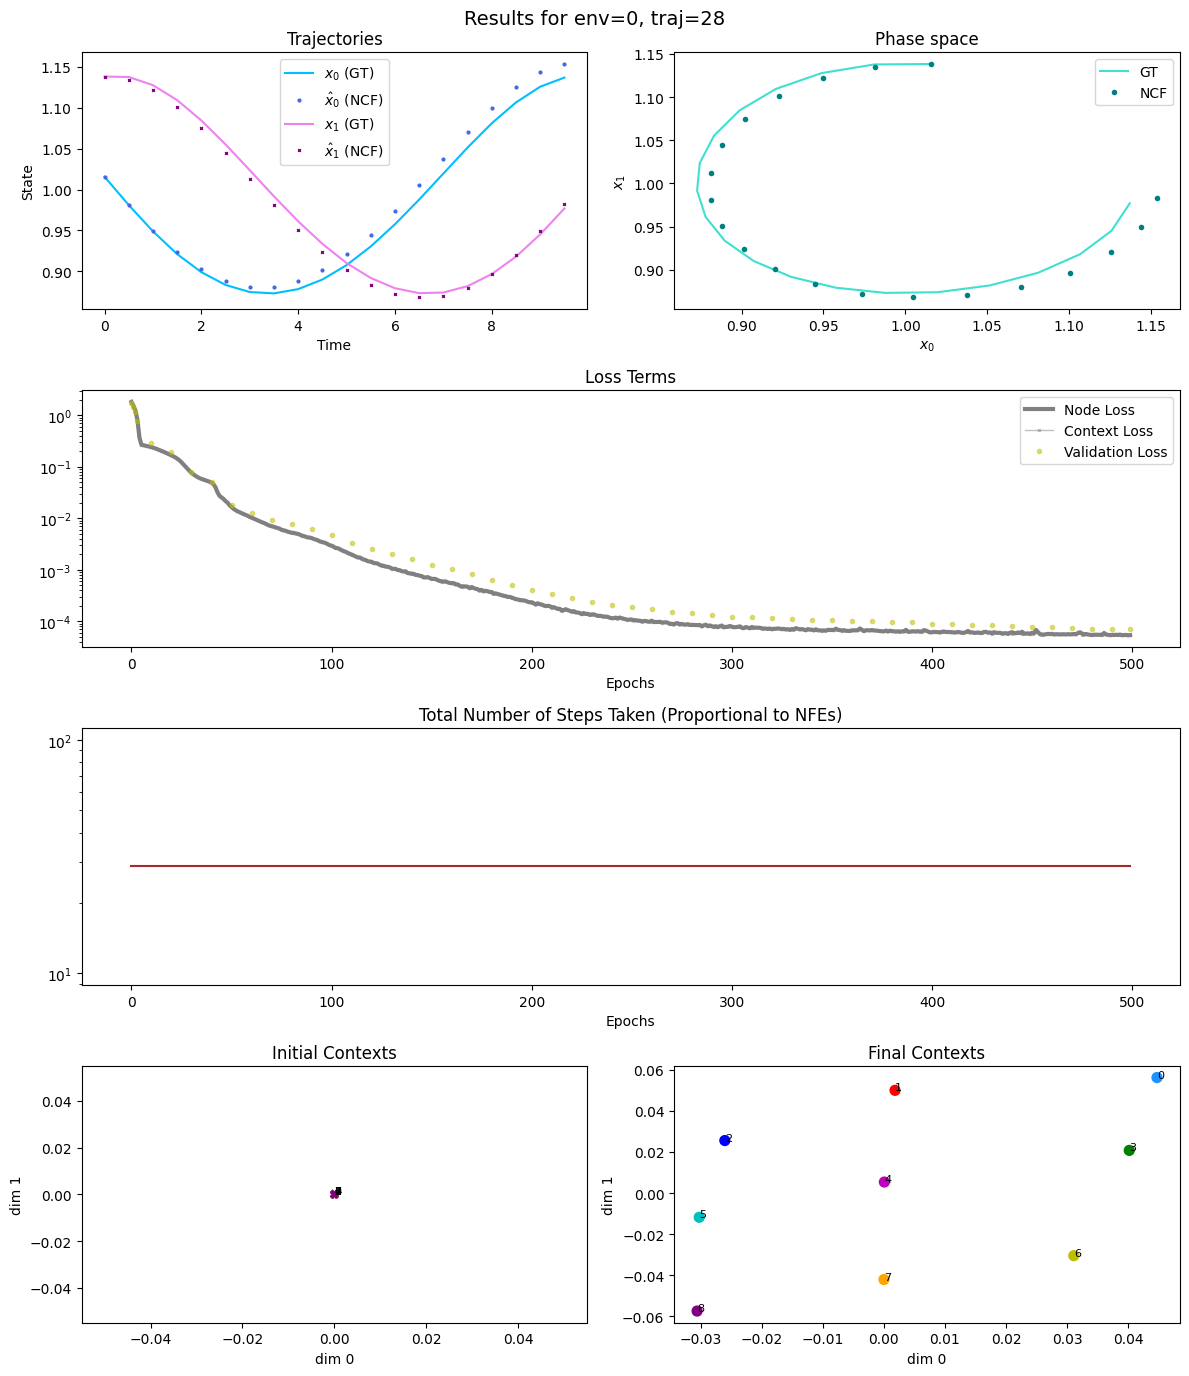 Results for env=0, traj=28
Trajectories
1.15
1.10
1.05
1.00
0.95
0.90
State
x₀ (GT)
x̂₀ (NCF)
x₁ (GT)
x̂₁ (NCF)
0 2 4 6 8
Time
Phase space
1.15
1.10
1.05
1.00
0.95
0.90
x₁
GT
NCF
0.90 0.95 1.00 1.05 1.10 1.15
x₀
Loss Terms
10⁰
10⁻¹
10⁻²
10⁻³
10⁻⁴
Node Loss
Context Loss
Validation Loss
0 100 200 300 400 500
Epochs
Total Number of Steps Taken (Proportional to NFEs)
10²
10¹
0 100 200 300 400 500
Epochs
Initial Contexts
0.04
0.02
0.00
−0.02
−0.04
dim 1
−0.04 −0.02 0.00 0.02 0.04
dim 0
Final Contexts
0.06
0.04
0.02
0.00
−0.02
−0.04
−0.06
dim 1
0
1
2
3
4
5
6
7
8
−0.03 −0.02 −0.01 0.00 0.01 0.02 0.03 0.04
dim 0